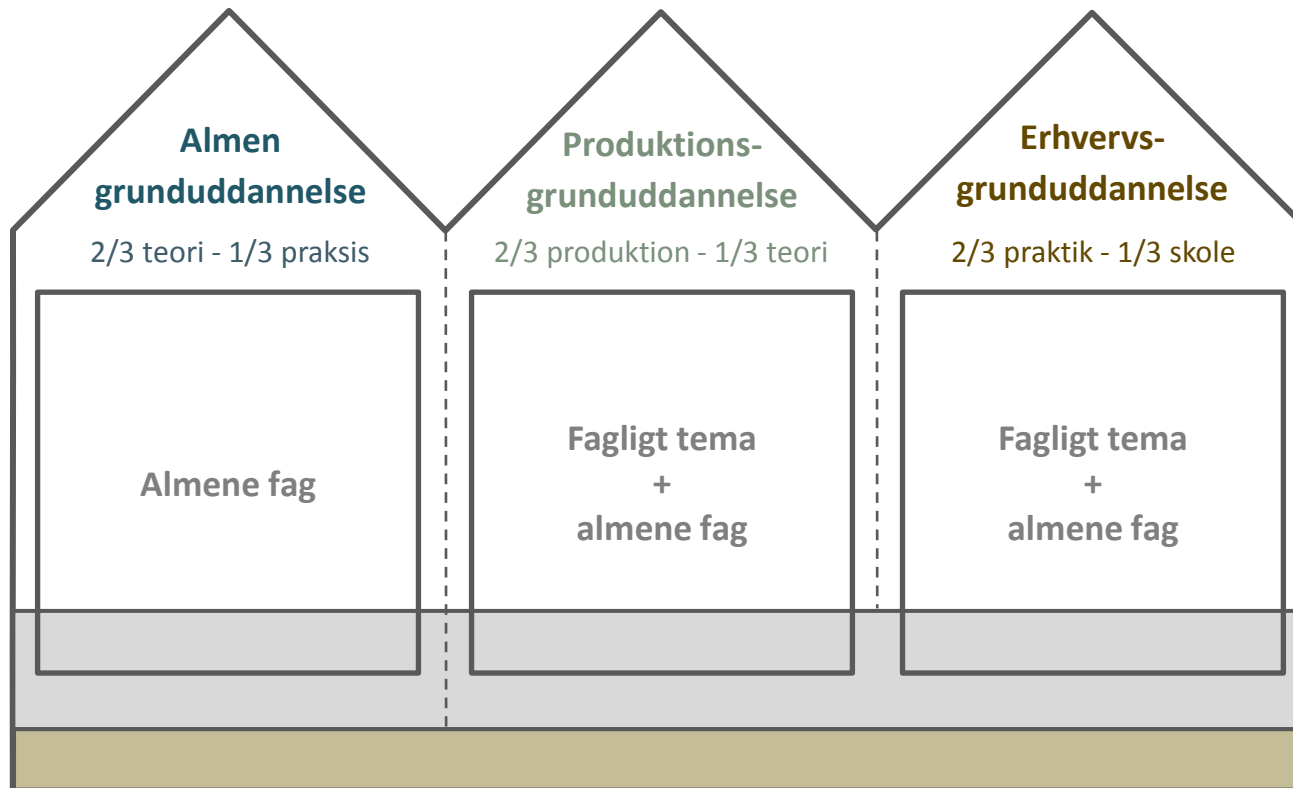 Almen
grunduddannelse
2/3 teori - 1/3 praksis
Almene fag
Produktions-
grunduddannelse
2/3 produktion - 1/3 teori
Fagligt tema
+
almene fag
Erhvervs-
grunduddannelse
2/3 praktik - 1/3 skole
Fagligt tema
+
almene fag